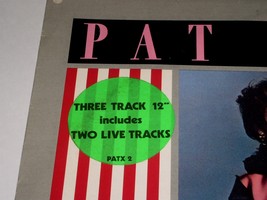 PAT
THREE TRACK 12"
includes
TWO LIVE TRACKS
PATX 2